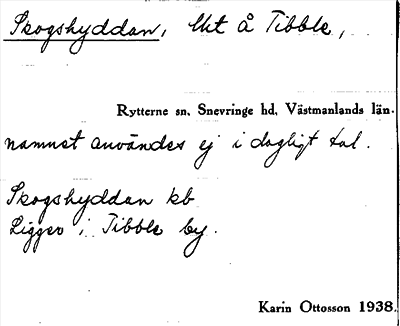 Skogshyddan, lht å Tibble,
Rytterne sn, Snevringe hd, Västmanlands län.
namnet användes ej i dagligt tal.
Skogshyddan kb
Ligger i Tibble by.
Karin Ottosson 1938.